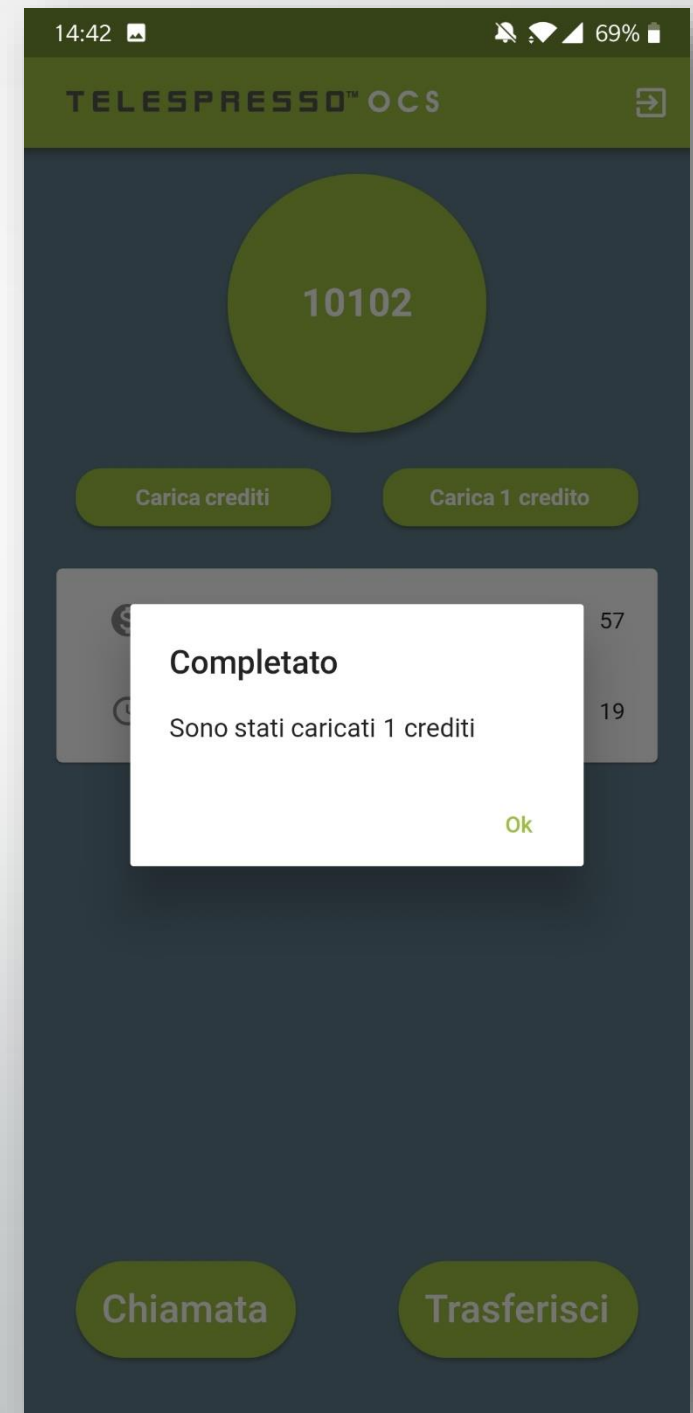 14:42 69%
TELESPRESSO™ OCS
10102
Carica crediti Carica 1 credito
57
Completato
Sono stati caricati 1 crediti
19
Ok
Chiamata Trasferisci